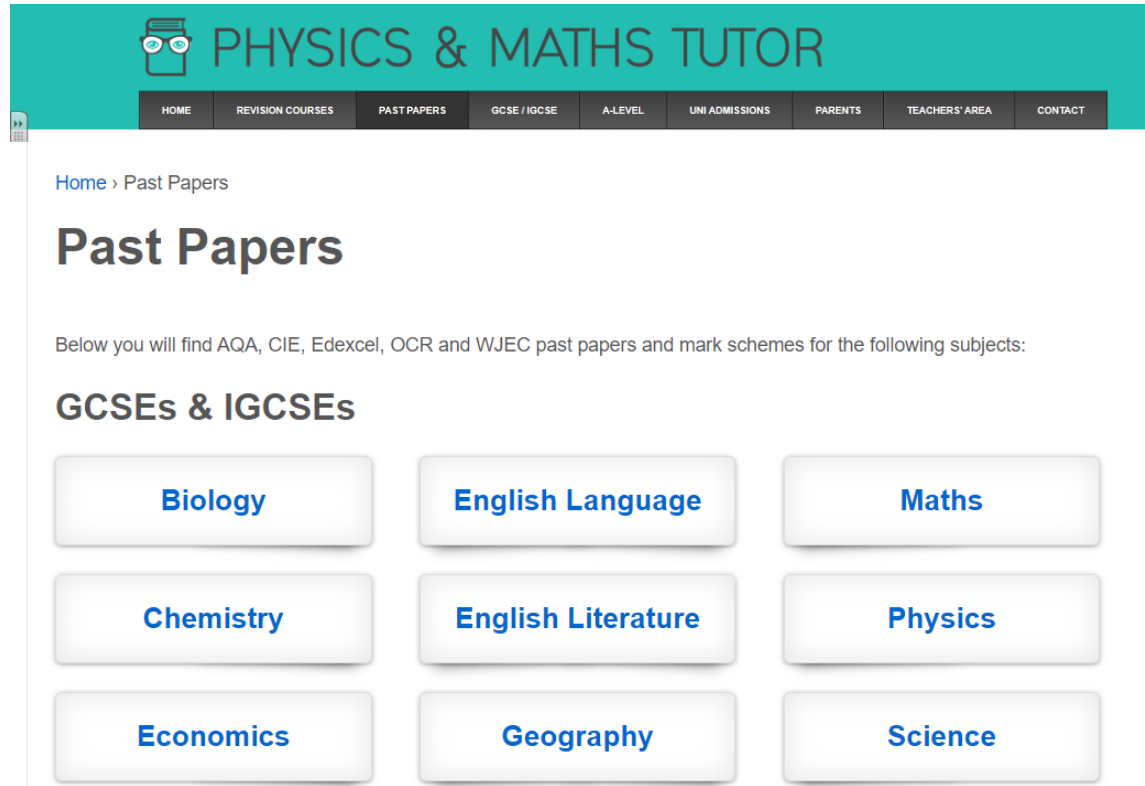 PHYSICS & MATHS TUTOR
HOME REVISION COURSES PAST PAPERS GCSE / IGCSE A-LEVEL UNI ADMISSIONS PARENTS TEACHERS' AREA CONTACT
Home › Past Papers
Past Papers
Below you will find AQA, CIE, Edexcel, OCR and WJEC past papers and mark schemes for the following subjects:
GCSEs & IGCSEs
Biology English Language Maths
Chemistry English Literature Physics
Economics Geography Science